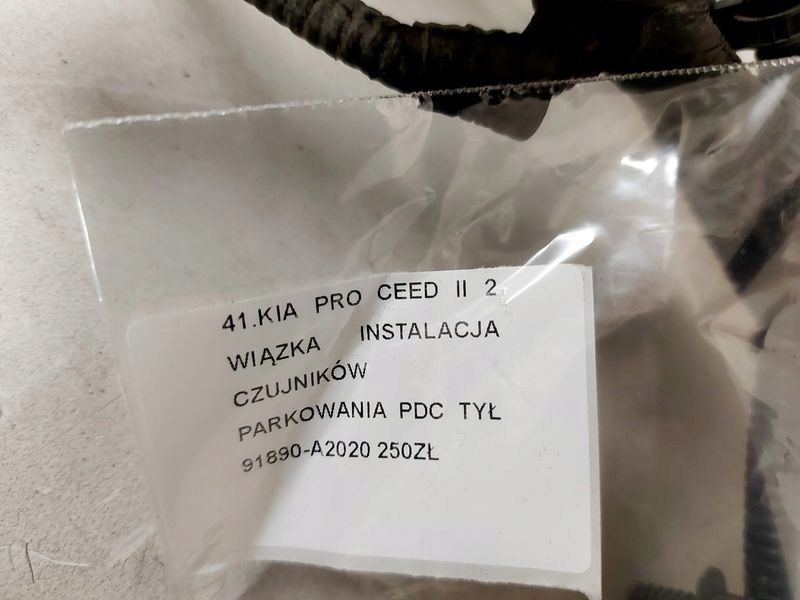 41.KIA PRO CEED II 2
WIĄZKA INSTALACJA
CZUJNIKÓW
PARKOWANIA PDC TYŁ
91890-A2020 250ZŁ